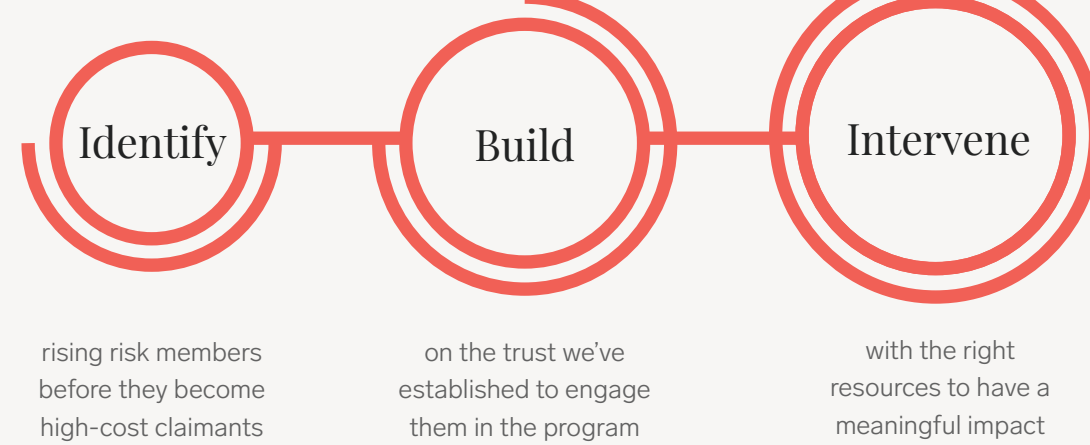 Identify
rising risk members
before they become
high-cost claimants
Build
on the trust we’ve
established to engage
them in the program
Intervene
with the right
resources to have a
meaningful impact